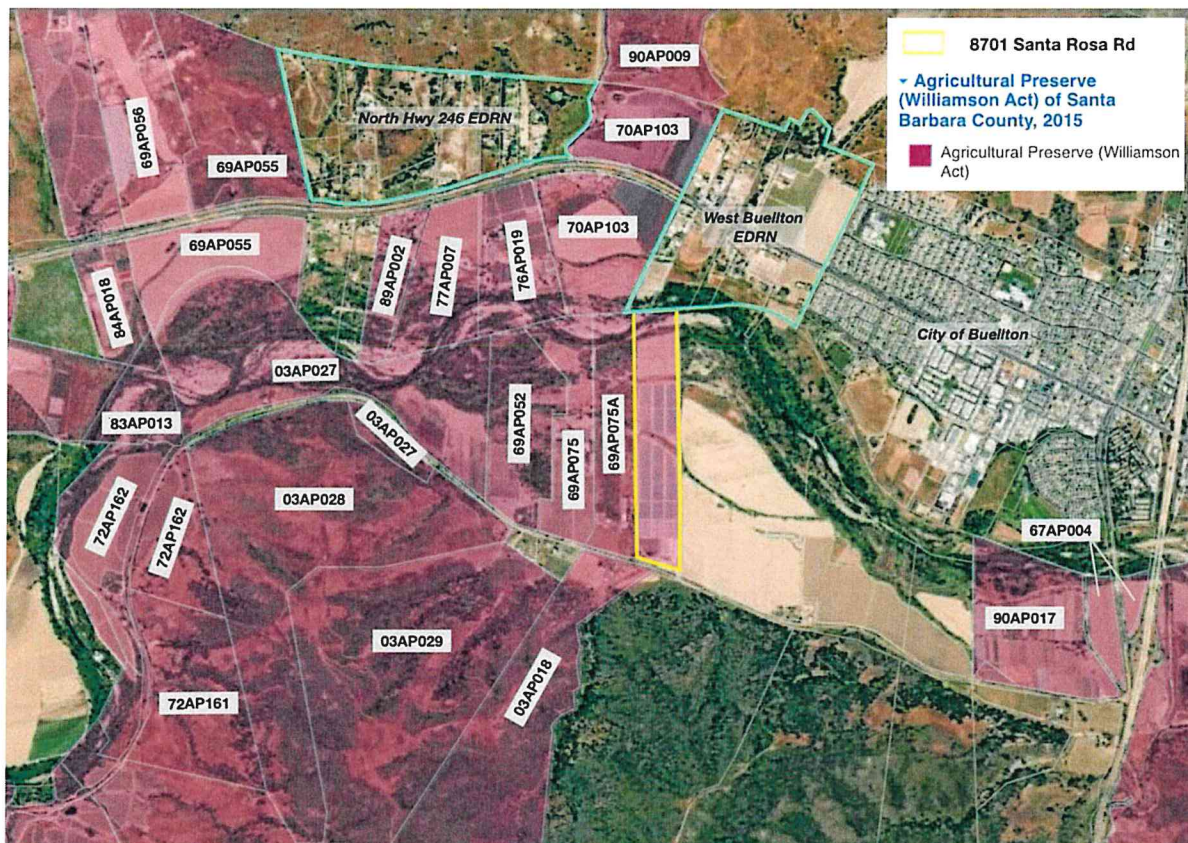 8701 Santa Rosa Rd
Agricultural Preserve
(Williamson Act) of Santa
Barbara County, 2015
Agricultural Preserve (Williamson
Act)
90AP009
North Hwy 246 EDRN
70AP103
69AP056
69AP055
West Buellton
EDRN
70AP103
69AP055
89AP002
77AP007
76AP019
84AP018
City of Buellton
03AP027
83AP013
03AP027
69AP052
69AP075
69AP075A
03AP028
72AP162
72AP162
67AP004
90AP017
03AP029
03AP018
72AP161